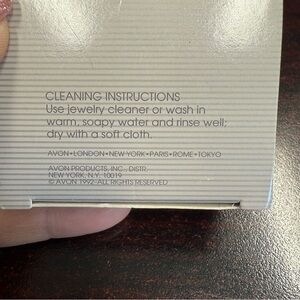 CLEANING INSTRUCTIONS
Use jewelry cleaner or wash in
warm, soapy water and rinse well;
dry with a soft cloth.
AVON•LONDON•NEW YORK•PARIS•ROME•TOKYO
AVON PRODUCTS, INC., DISTR.
NEW YORK, N.Y. 10019
© AVON 1992 ALL RIGHTS RESERVED